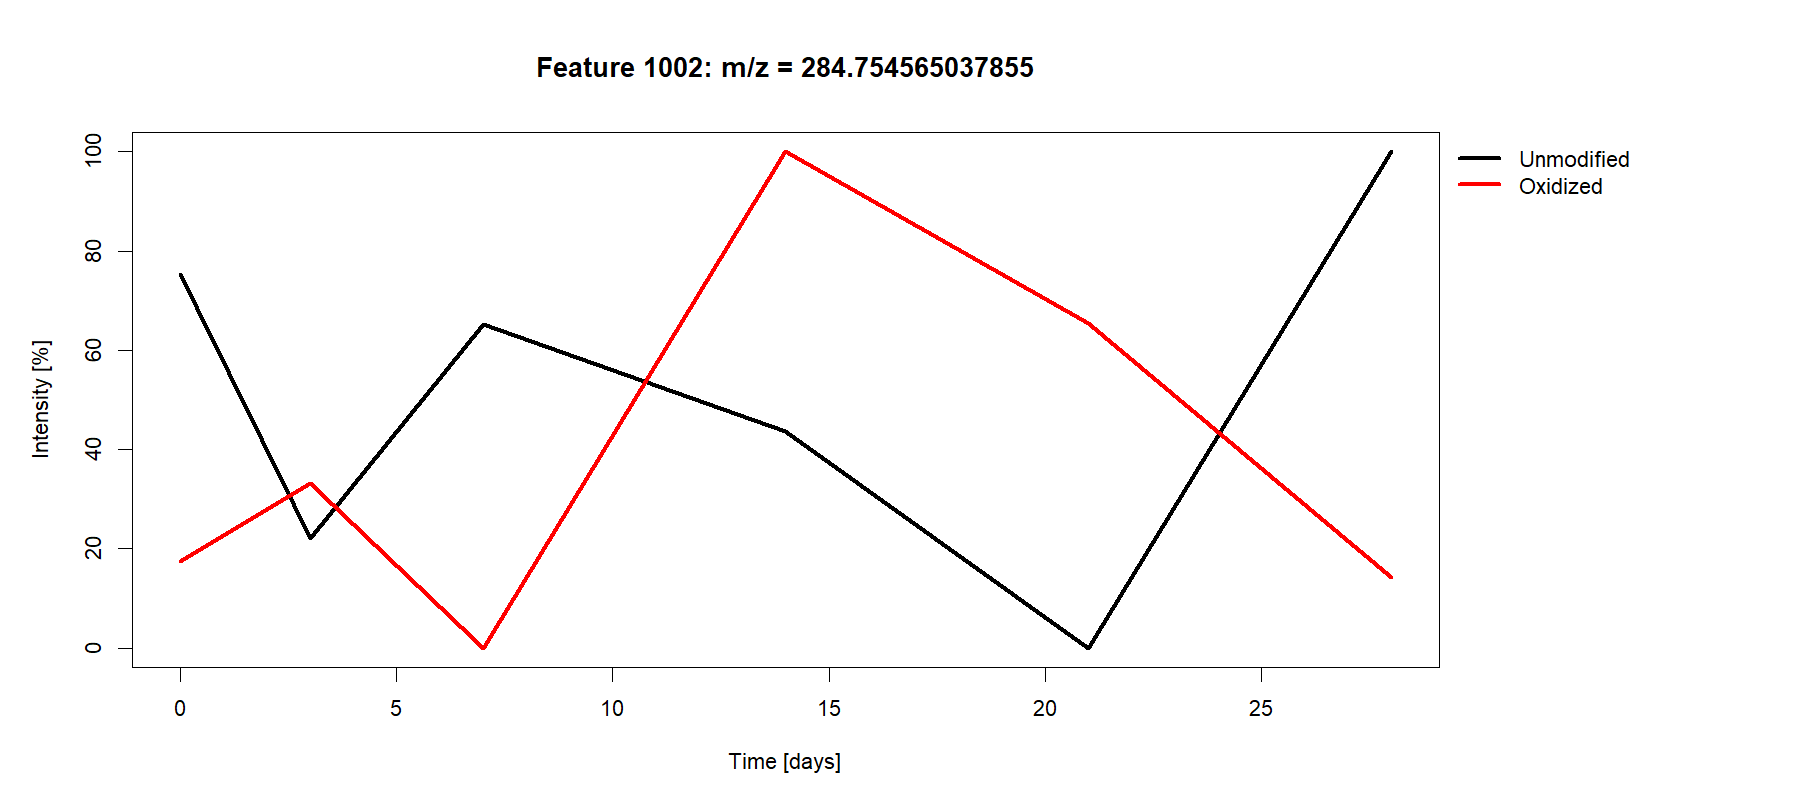 Feature 1002: m/z = 284.754565037855
Unmodified
Oxidized
Intensity [%]
100
80
60
40
20
0
0 5 10 15 20 25
Time [days]